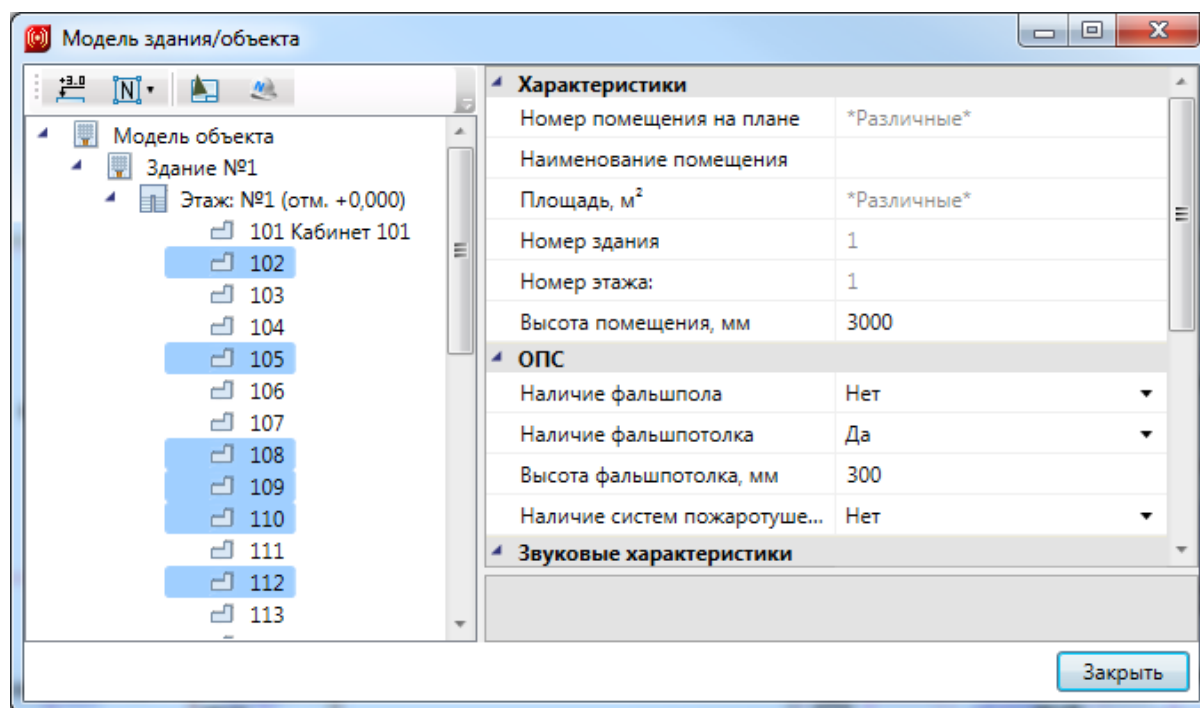 Модель здания/объекта
+3.0
N
Модель объекта
Здание №1
Этаж: №1 (отм. +0,000)
101 Кабинет 101
102
103
104
105
106
107
108
109
110
111
112
113
Характеристики
Номер помещения на плане *Различные*
Наименование помещения
Площадь, м² *Различные*
Номер здания 1
Номер этажа: 1
Высота помещения, мм 3000
ОПС
Наличие фальшпола Нет
Наличие фальшпотолка Да
Высота фальшпотолка, мм 300
Наличие систем пожаротуше... Нет
Звуковые характеристики
Закрыть